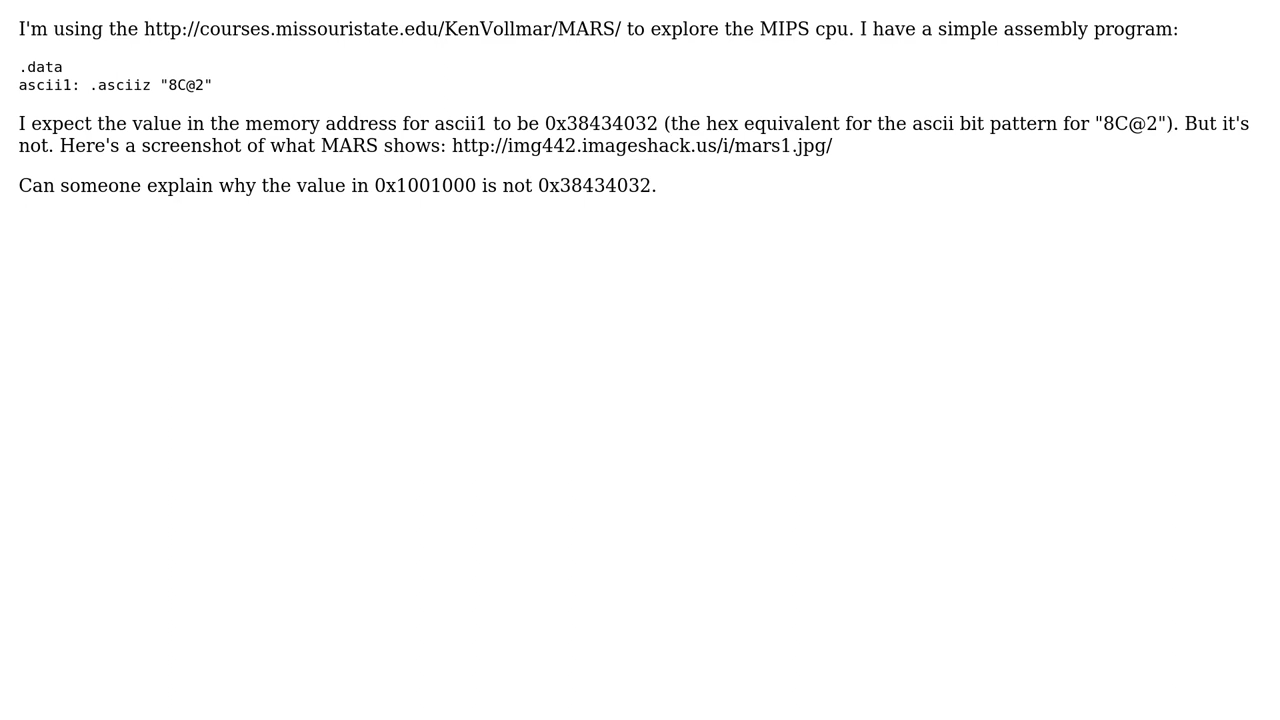 I'm using the http://courses.missouristate.edu/KenVollmar/MARS/ to explore the MIPS cpu. I have a simple assembly program:
.data
ascii1: .asciiz "8C@2"
I expect the value in the memory address for ascii1 to be 0x38434032 (the hex equivalent for the ascii bit pattern for "8C@2"). But it's
not. Here's a screenshot of what MARS shows: http://img442.imageshack.us/i/mars1.jpg/
Can someone explain why the value in 0x1001000 is not 0x38434032.